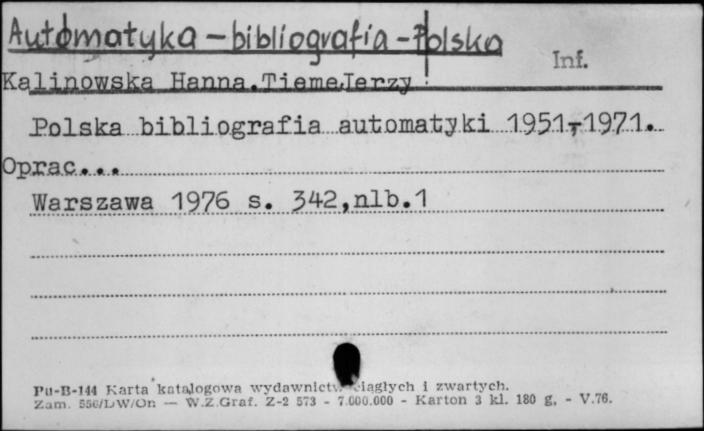 Automatyka - bibliografia - Polska
Inf.
Kalinowska Hanna.Tieme Jerzy
Polska bibliografia automatyki 1951-1971.
Oprac...
Warszawa 1976 s. 342,nlb.1
Pu-B-144 Karta katalogowa wydawnictw ciągłych i zwartych.
Zam. 556/DW/On — W.Z.Graf. Z-2 573 - 7.000.000 - Karton 3 kl. 180 g. - V.76.